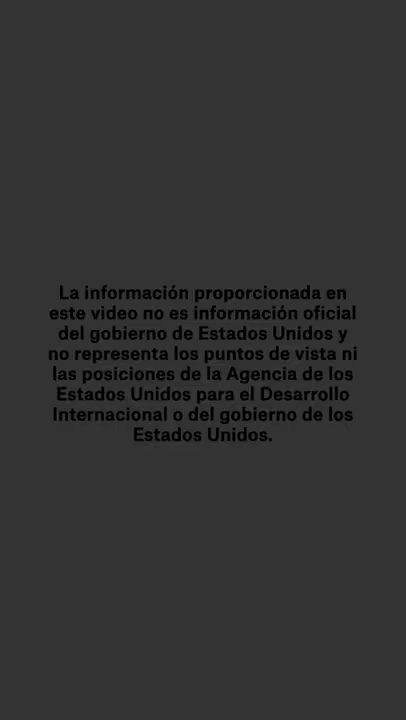 La información proporcionada en
este video no es información oficial
del gobierno de Estados Unidos y
no representa los puntos de vista ni
las posiciones de la Agencia de los
Estados Unidos para el Desarrollo
Internacional o del gobierno de los
Estados Unidos.